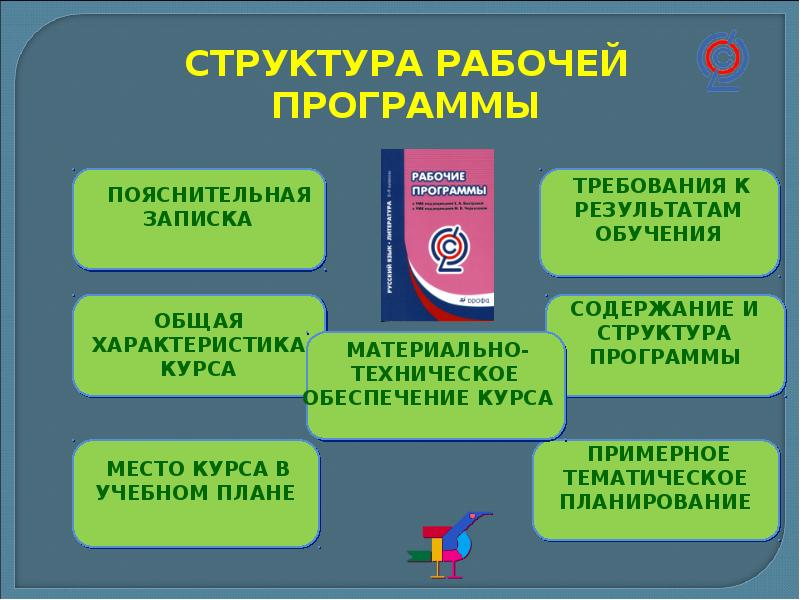 СТРУКТУРА РАБОЧЕЙ
ПРОГРАММЫ
ПОЯСНИТЕЛЬНАЯ
ЗАПИСКА
ОБЩАЯ
ХАРАКТЕРИСТИКА
КУРСА
МЕСТО КУРСА В
УЧЕБНОМ ПЛАНЕ
РАБОЧИЕ
ПРОГРАММЫ
РУССКИЙ ЯЗЫК · ЛИТЕРАТУРА
дрофа
МАТЕРИАЛЬНО-
ТЕХНИЧЕСКОЕ
ОБЕСПЕЧЕНИЕ КУРСА
ТРЕБОВАНИЯ К
РЕЗУЛЬТАТАМ
ОБУЧЕНИЯ
СОДЕРЖАНИЕ И
СТРУКТУРА
ПРОГРАММЫ
ПРИМЕРНОЕ
ТЕМАТИЧЕСКОЕ
ПЛАНИРОВАНИЕ